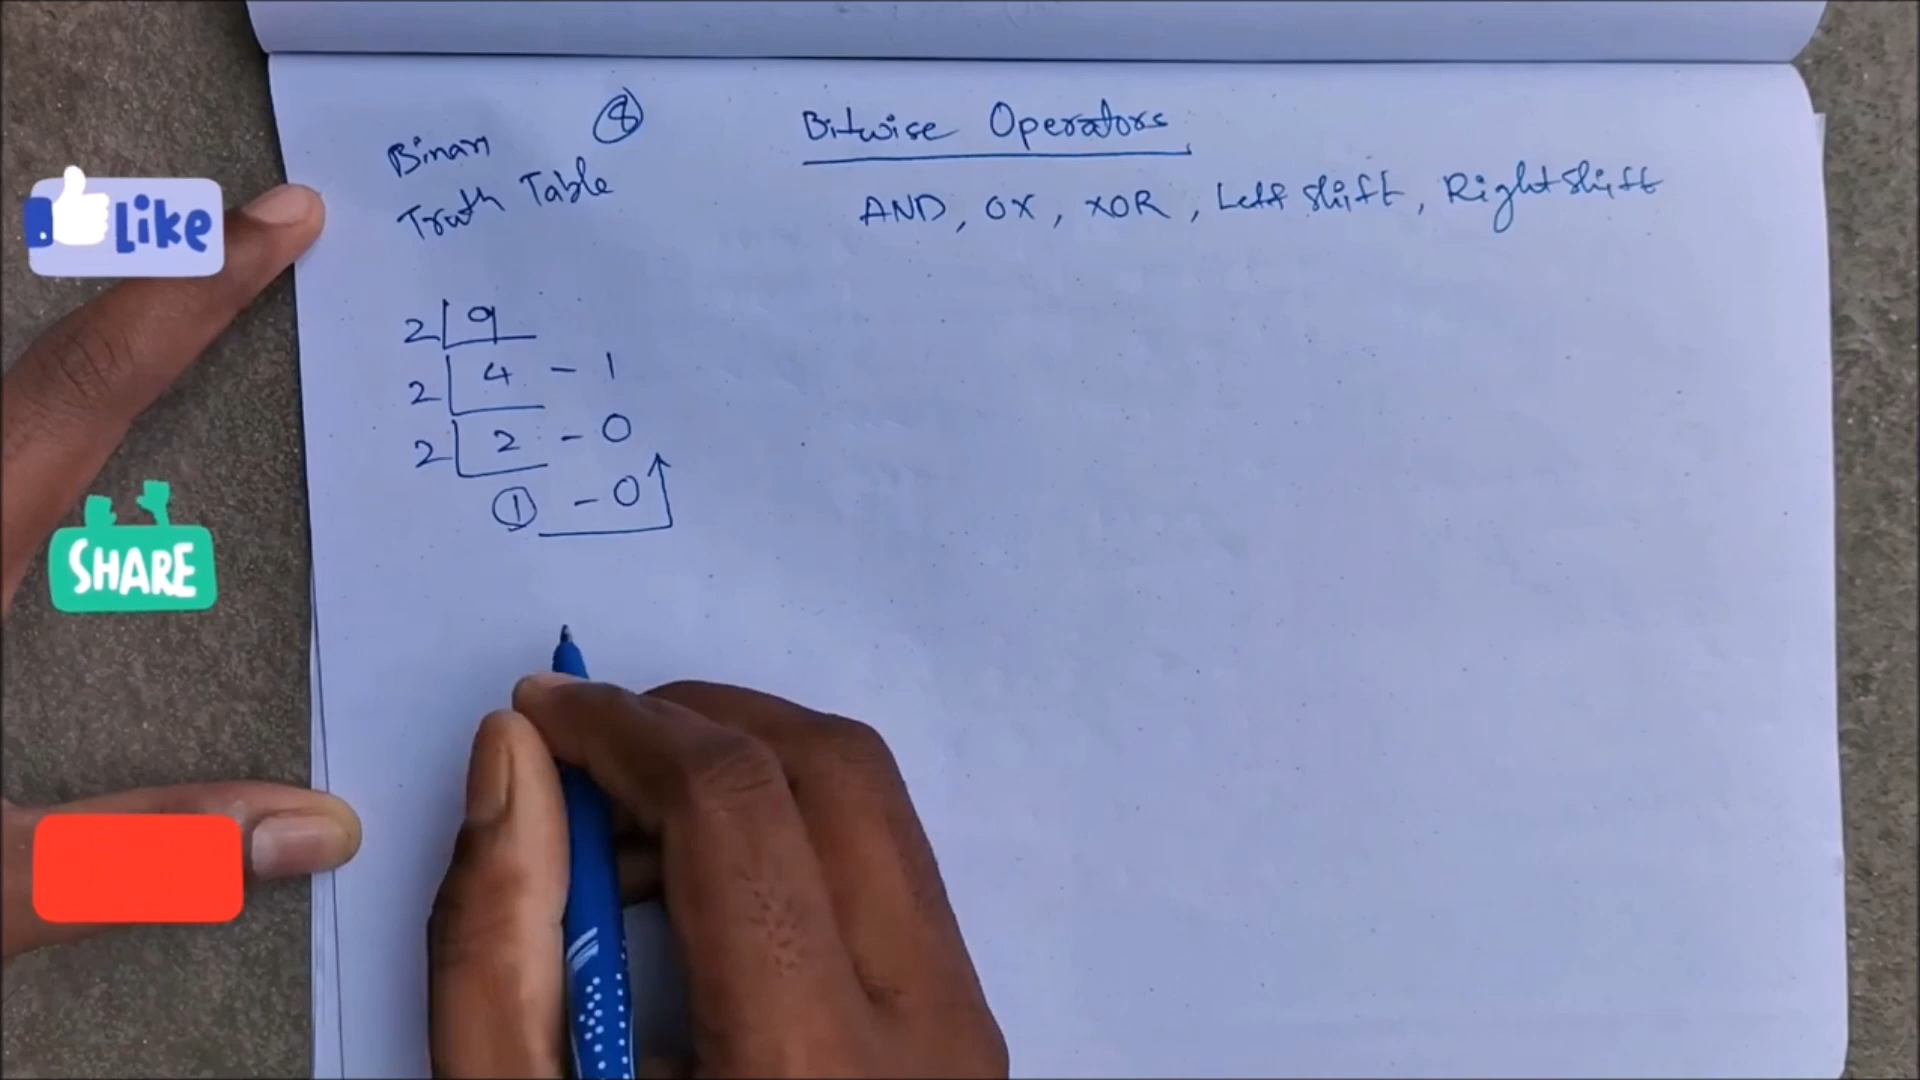 Like
SHARE
Binary
Truth Table
8
Bitwise Operators
AND, OR, XOR, Left shift, Right shift
2 9
2 4 - 1
2 2 - 0
1 - 0